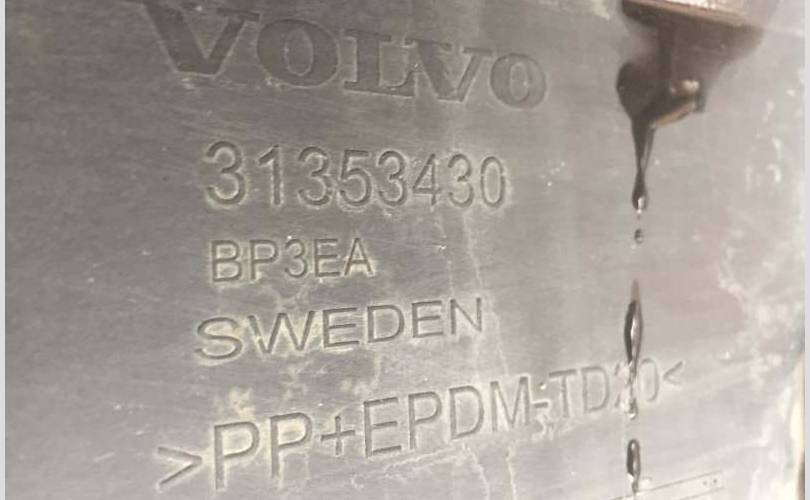 VOLVO
31353430
BP3EA
SWEDEN
>PP+EPDM-TD20<